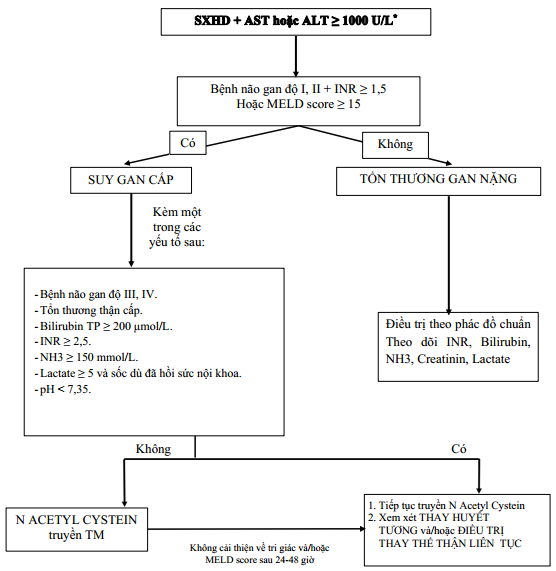 SXHD + AST hoặc ALT ≥ 1000 U/L*
Bệnh não gan độ I, II + INR ≥ 1,5
Hoặc MELD score ≥ 15
Có
Không
SUY GAN CẤP
TỔN THƯƠNG GAN NẶNG
Kèm một
trong các
yếu tố sau:
- Bệnh não gan độ III, IV.
- Tổn thương thận cấp.
- Bilirubin TP ≥ 200 μmol/L.
- INR ≥ 2,5.
- NH3 ≥ 150 mmol/L.
- Lactate ≥ 5 và sốc dù đã hồi sức nội khoa.
- pH < 7,35.
Điều trị theo phác đồ chuẩn
Theo dõi INR, Bilirubin,
NH3, Creatinin, Lactate
Không
Có
N ACETYL CYSTEIN
truyền TM
1. Tiếp tục truyền N Acetyl Cystein
2. Xem xét THAY HUYẾT
TƯƠNG và/hoặc ĐIỀU TRỊ
THAY THẾ THẬN LIÊN TỤC
Không cải thiện về tri giác và/hoặc
MELD score sau 24-48 giờ